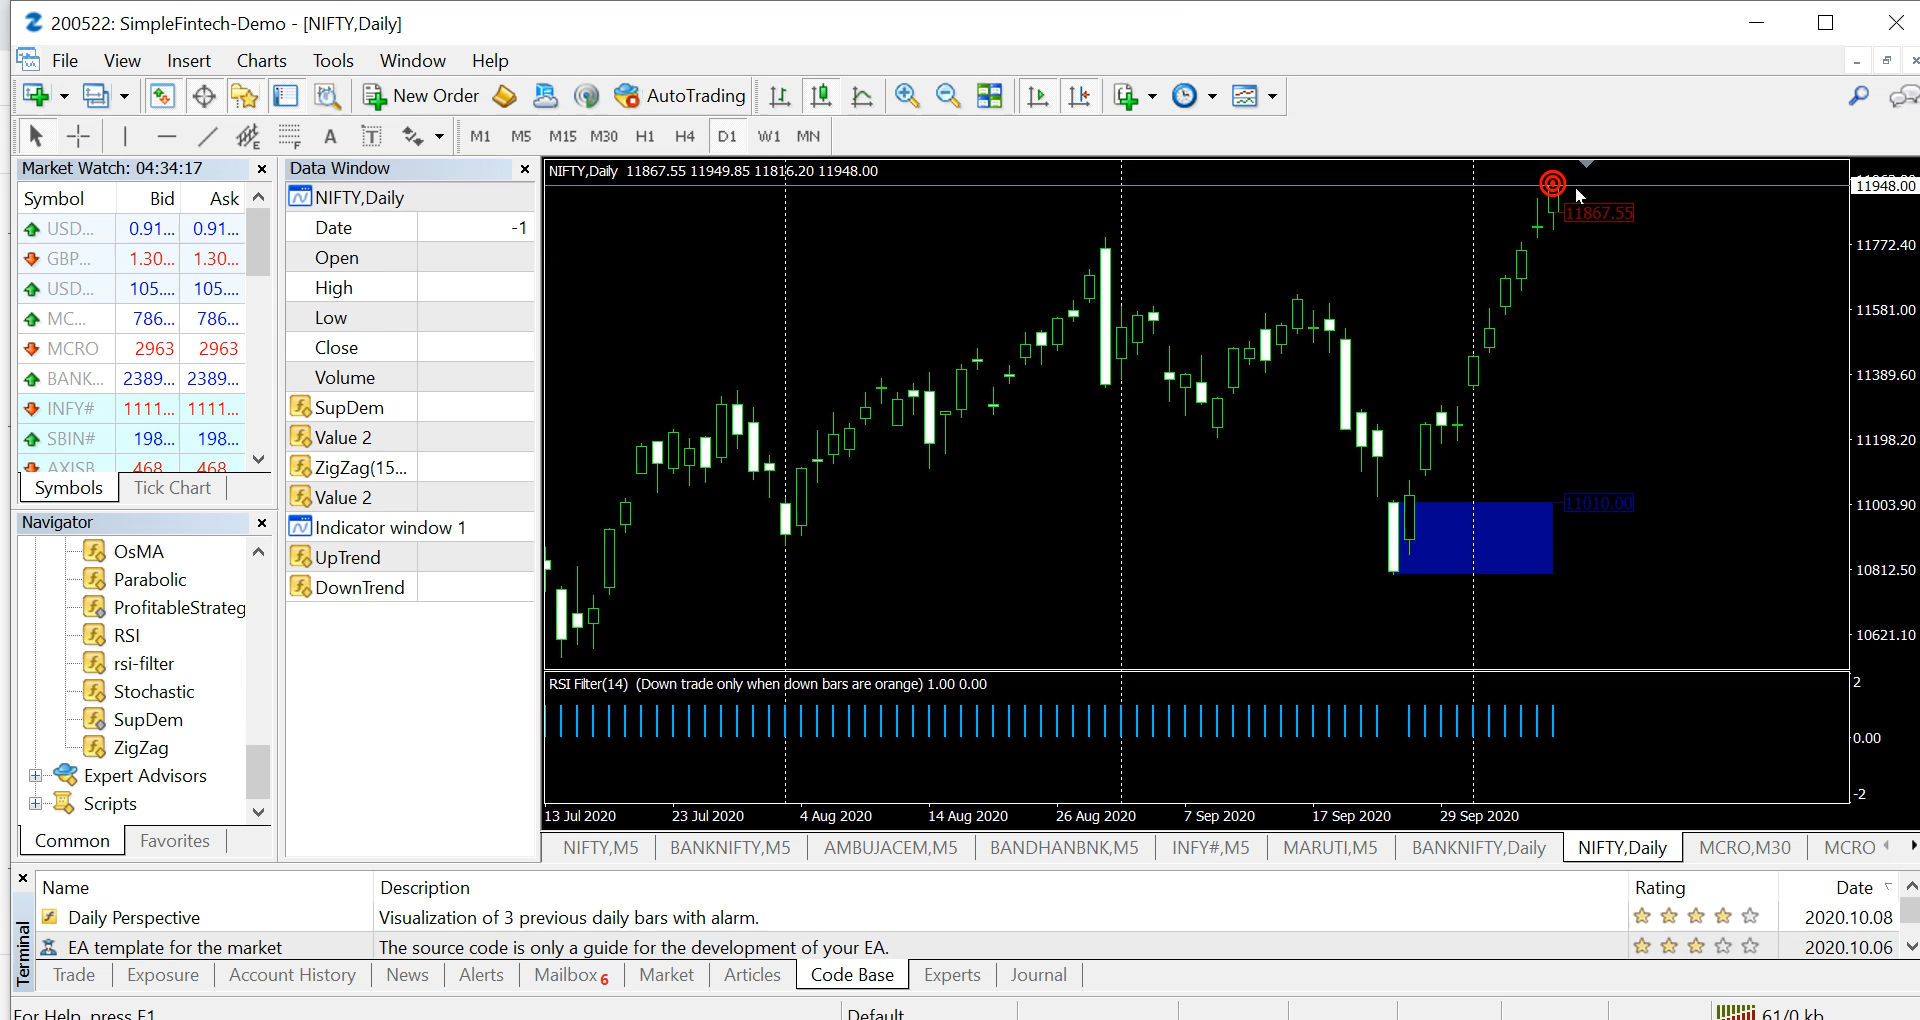 200522: SimpleFintech-Demo - [NIFTY,Daily]
File View Insert Charts Tools Window Help
New Order AutoTrading
A T E F M1 M5 M15 M30 H1 H4 D1 W1 MN
Market Watch: 04:34:17
Symbol Bid Ask
USD... 0.91... 0.91...
GBP... 1.30... 1.30...
USD... 105.... 105....
MC... 786... 786...
MCRO 2963 2963
BANK... 2389... 2389...
INFY# 1111... 1111...
SBIN# 198... 198...
AXISB 468 468
Symbols Tick Chart
Navigator
OsMA
Parabolic
ProfitableStrateg
RSI
rsi-filter
Stochastic
SupDem
ZigZag
Expert Advisors
Scripts
Common Favorites
Data Window
NIFTY,Daily
Date -1
Open
High
Low
Close
Volume
SupDem
Value 2
ZigZag(15...
Value 2
Indicator window 1
UpTrend
DownTrend
NIFTY,Daily 11867.55 11949.85 11816.20 11948.00
11948.00
11867.55
11772.40
11581.00
11389.60
11198.20
11010.00
11003.90
10812.50
10621.10
RSI Filter(14) (Down trade only when down bars are orange) 1.00 0.00
2
0.00
-2
13 Jul 2020 23 Jul 2020 4 Aug 2020 14 Aug 2020 26 Aug 2020 7 Sep 2020 17 Sep 2020 29 Sep 2020
NIFTY,M5 BANKNIFTY,M5 AMBUJACEM,M5 BANDHANBNK,M5 INFY#,M5 MARUTI,M5 BANKNIFTY,Daily NIFTY,Daily MCRO,M30 MCRO
Name Description Rating Date
Daily Perspective Visualization of 3 previous daily bars with alarm. 2020.10.08
EA template for the market The source code is only a guide for the development of your EA. 2020.10.06
Terminal
Trade Exposure Account History News Alerts Mailbox 6 Market Articles Code Base Experts Journal
For Help, press F1 Default 61/0 kb